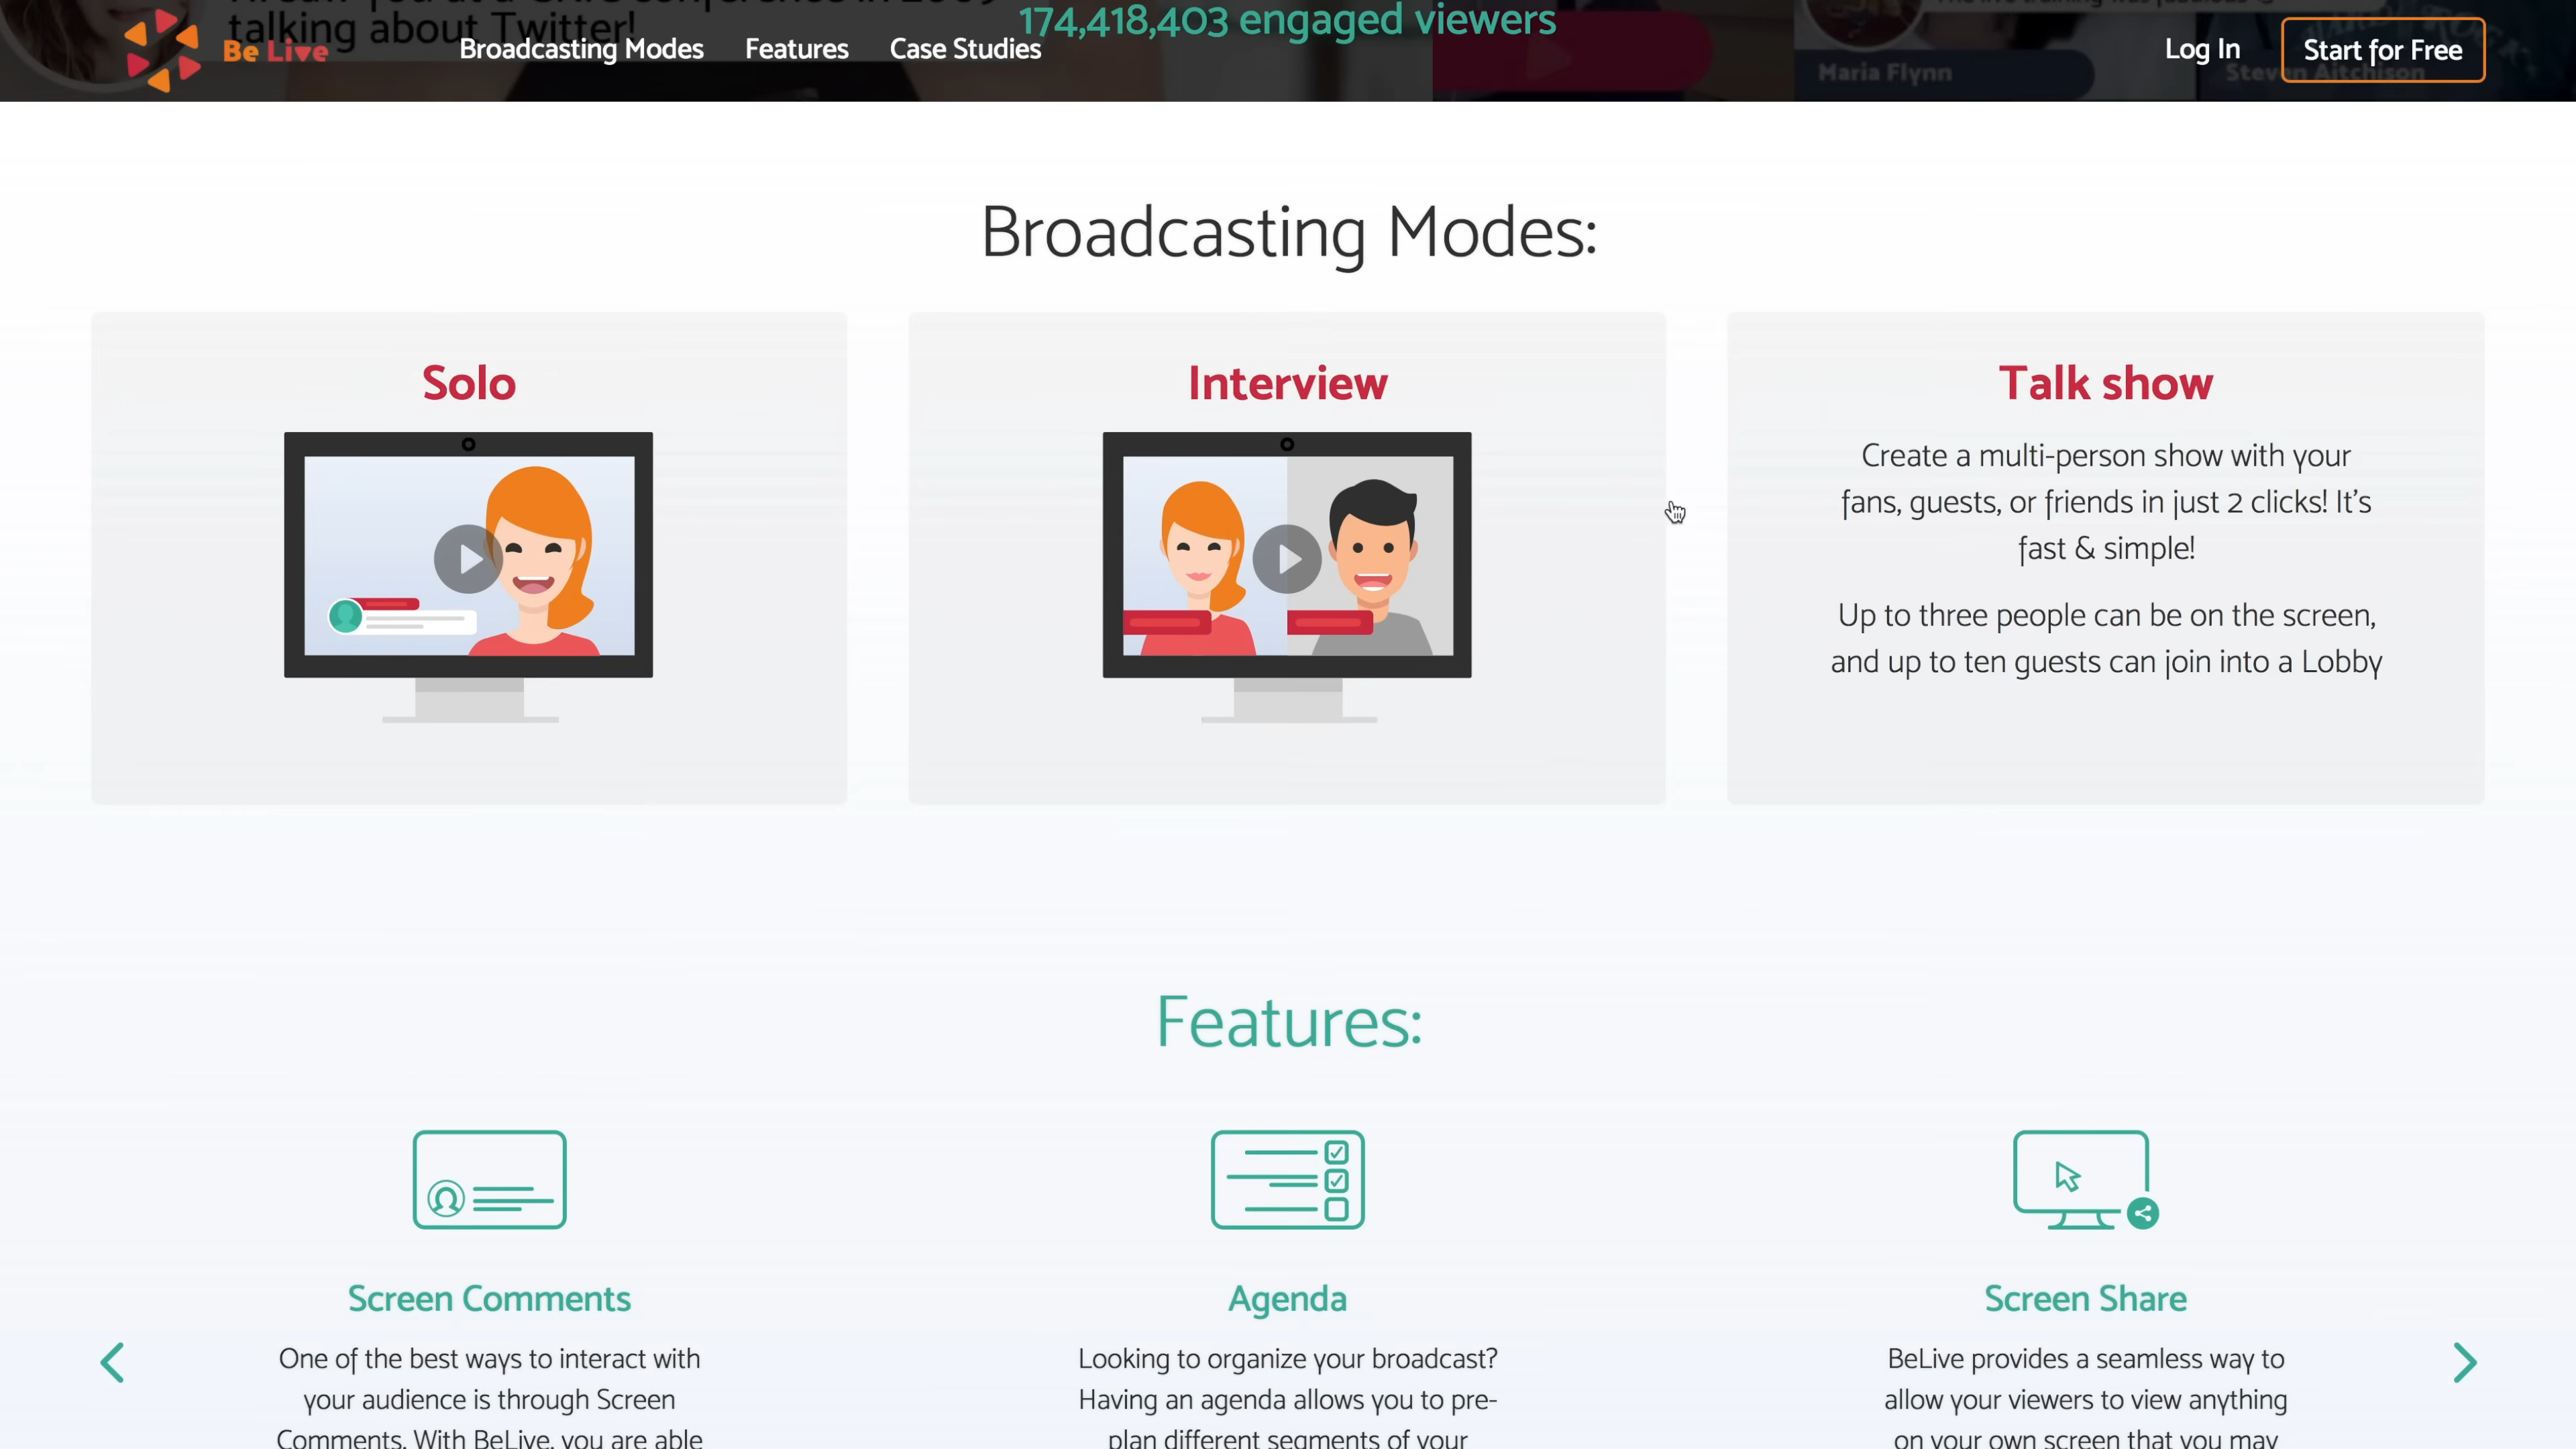 talking about Twitter!
174,418,403 engaged viewers
Be Live
Broadcasting Modes
Features
Case Studies
Log In
Start for Free
Maria Flynn
Steven Aitchison
Broadcasting Modes:
Solo
Interview
Talk show
Create a multi-person show with your
fans, guests, or friends in just 2 clicks! It's
fast & simple!
Up to three people can be on the screen,
and up to ten guests can join into a Lobby
Features:
Screen Comments
One of the best ways to interact with
your audience is through Screen
Comments. With BeLive, you are able
Agenda
Looking to organize your broadcast?
Having an agenda allows you to pre-
plan different segments of your
Screen Share
BeLive provides a seamless way to
allow your viewers to view anything
on your own screen that you may